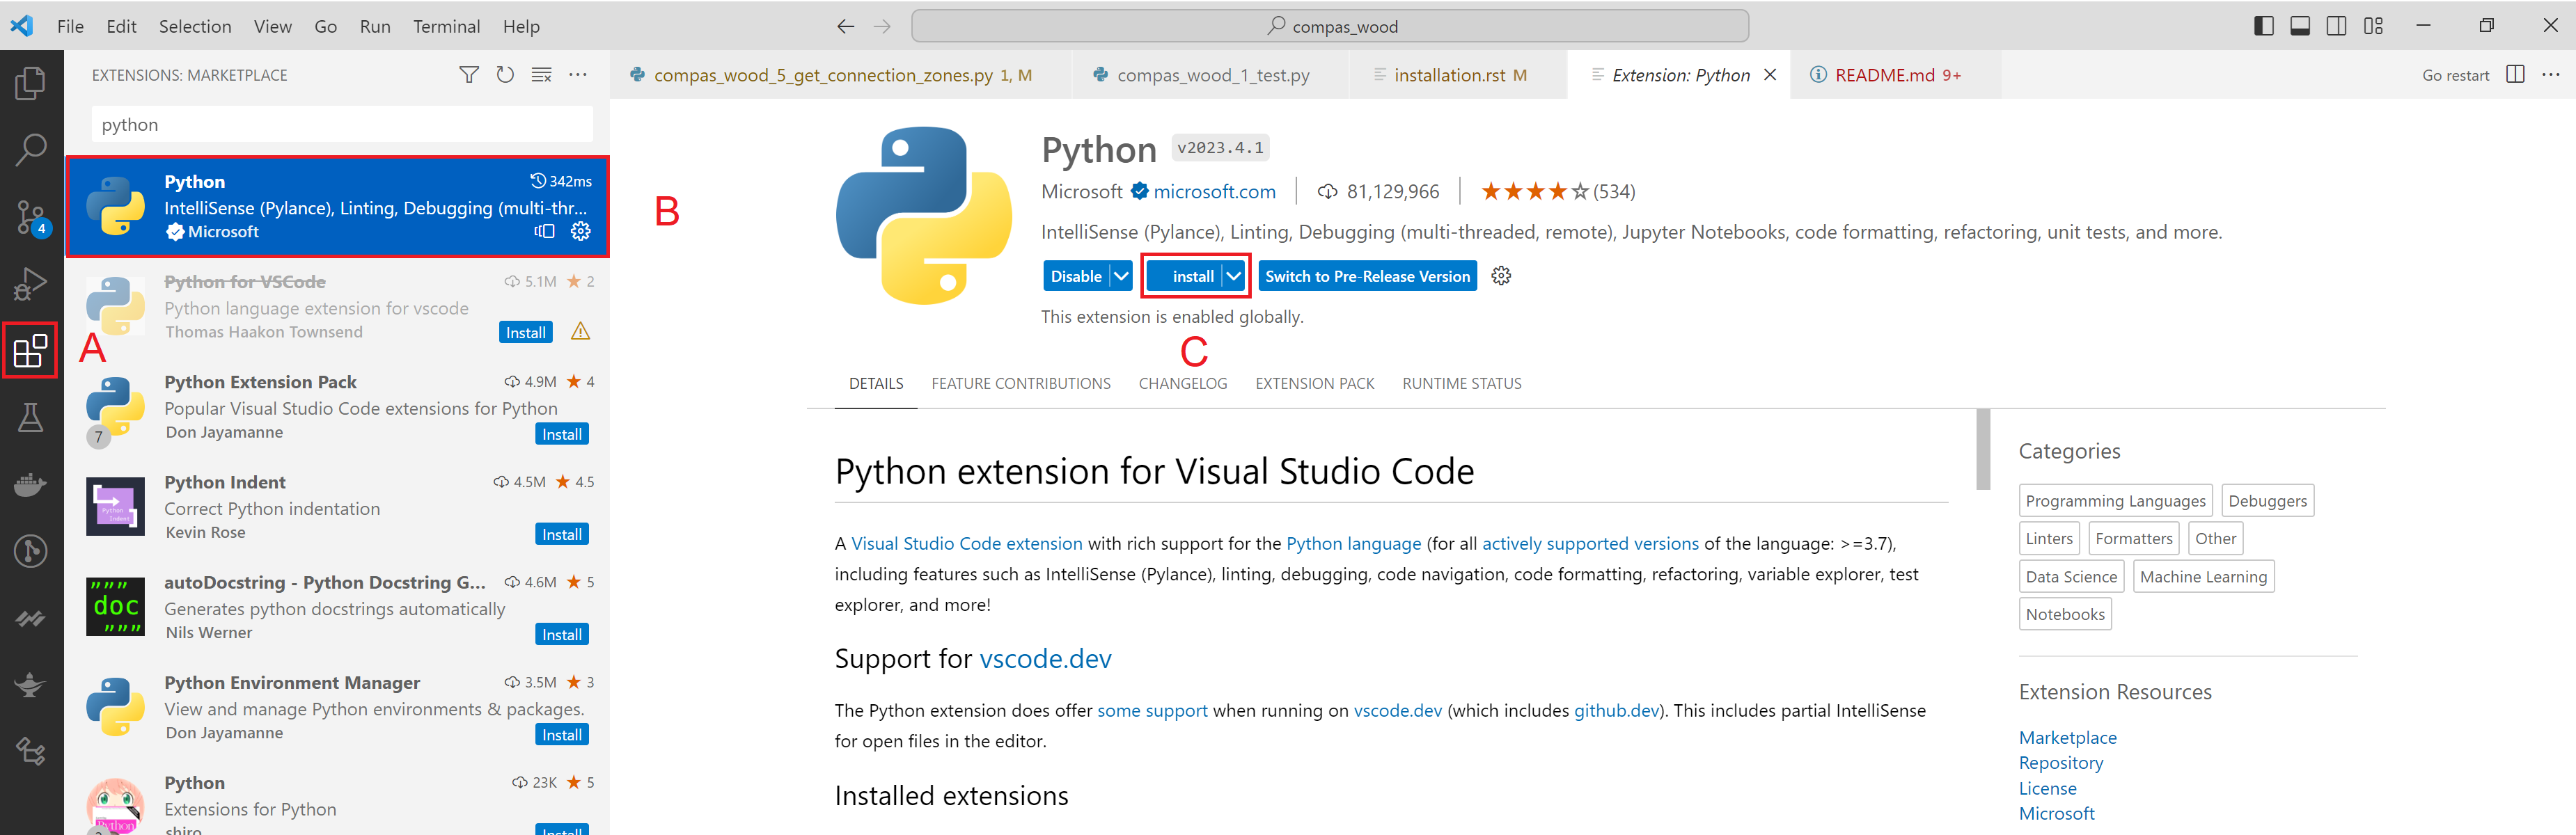 File Edit Selection View Go Run Terminal Help
compas_wood
EXTENSIONS: MARKETPLACE
python
Python 342ms
IntelliSense (Pylance), Linting, Debugging (multi-thr...
Microsoft
4
A
Python for VSCode 5.1M 2
Python language extension for vscode
Thomas Haakon Townsend Install
Python Extension Pack 4.9M 4
Popular Visual Studio Code extensions for Python
7 Don Jayamanne Install
Python Indent 4.5M 4.5
Correct Python indentation
Kevin Rose Install
Python Indent
autoDocstring - Python Docstring G... 4.6M 5
Generates python docstrings automatically
Nils Werner Install
""" doc """
Python Environment Manager 3.5M 3
View and manage Python environments & packages.
Don Jayamanne Install
Python 23K 5
Extensions for Python
shiro Install
Python
compas_wood_5_get_connection_zones.py 1, M
compas_wood_1_test.py
installation.rst M
Extension: Python
README.md 9+
Go restart
B
Python v2023.4.1
Microsoft microsoft.com 81,129,966 (534)
IntelliSense (Pylance), Linting, Debugging (multi-threaded, remote), Jupyter Notebooks, code formatting, refactoring, unit tests, and more.
Disable install Switch to Pre-Release Version
This extension is enabled globally.
C
DETAILS FEATURE CONTRIBUTIONS CHANGELOG EXTENSION PACK RUNTIME STATUS
Python extension for Visual Studio Code
A Visual Studio Code extension with rich support for the Python language (for all actively supported versions of the language: >=3.7),
including features such as IntelliSense (Pylance), linting, debugging, code navigation, code formatting, refactoring, variable explorer, test
explorer, and more!
Support for vscode.dev
The Python extension does offer some support when running on vscode.dev (which includes github.dev). This includes partial IntelliSense
for open files in the editor.
Installed extensions
Categories
Programming Languages Debuggers
Linters Formatters Other
Data Science Machine Learning
Notebooks
Extension Resources
Marketplace
Repository
License
Microsoft